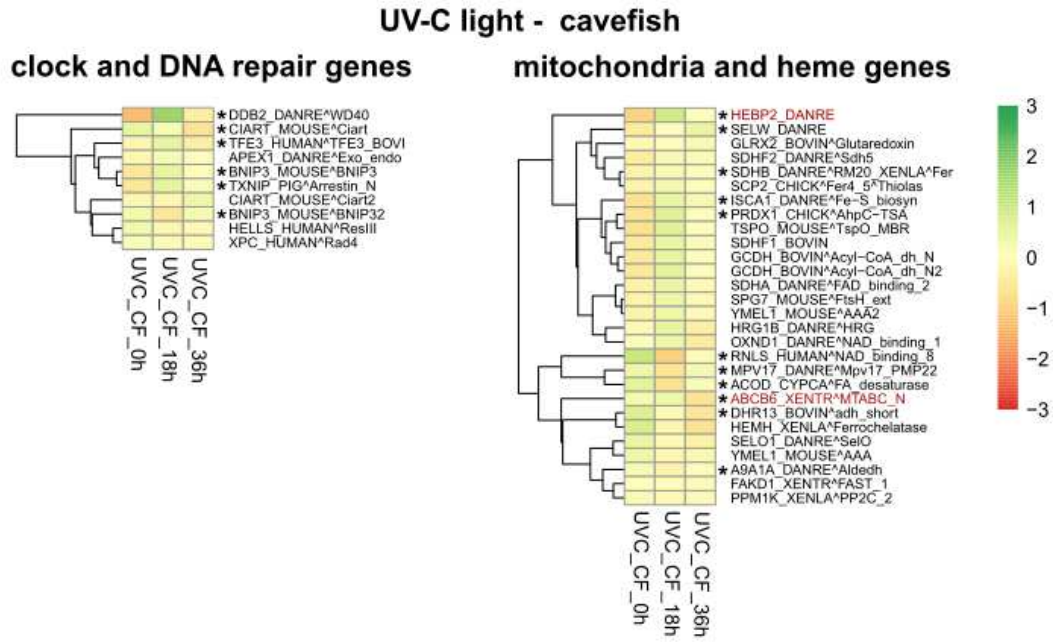 UV-C light - cavefish
clock and DNA repair genes
*DDB2_DANRE^WD40
*CIART_MOUSE^Ciart
*TFE3_HUMAN^TFE3_BOVI
APEX1_DANRE^Exo_endo
*BNIP3_MOUSE^BNIP3
*TXNIP_PIG^Arrestin_N
CIART_MOUSE^Ciart2
*BNIP3_MOUSE^BNIP32
HELLS_HUMAN^ResIII
XPC_HUMAN^Rad4
UVC_CF_0h
UVC_CF_18h
UVC_CF_36h
mitochondria and heme genes
*HEBP2_DANRE
*SELW_DANRE
GLRX2_BOVIN^Glutaredoxin
SDHF2_DANRE^Sdh5
*SDHB_DANRE^RM20_XENLA^Fer
SCP2_CHICK^Fer4_5^Thiolas
*ISCA1_DANRE^Fe-S_biosyn
*PRDX1_CHICK^AhpC-TSA
TSPO_MOUSE^TspO_MBR
SDHF1_BOVIN
GCDH_BOVIN^Acyl-CoA_dh_N
GCDH_BOVIN^Acyl-CoA_dh_N2
SDHA_DANRE^FAD_binding_2
SPG7_MOUSE^FtsH_ext
YMEL1_MOUSE^AAA2
HRG1B_DANRE^HRG
OXND1_DANRE^NAD_binding_1
*RNLS_HUMAN^NAD_binding_8
*MPV17_DANRE^Mpv17_PMP22
*ACOD_CYPCA^FA_desaturase
*ABCB6_XENTR^MTABC_N
*DHR13_BOVIN^adh_short
HEMH_XENLA^Ferrochelatase
SELO1_DANRE^SelO
YMEL1_MOUSE^AAA
*A9A1A_DANRE^Aldedh
FAKD1_XENTR^FAST_1
PPM1K_XENLA^PP2C_2
UVC_CF_0h
UVC_CF_18h
UVC_CF_36h
3
2
1
0
−1
−2
−3